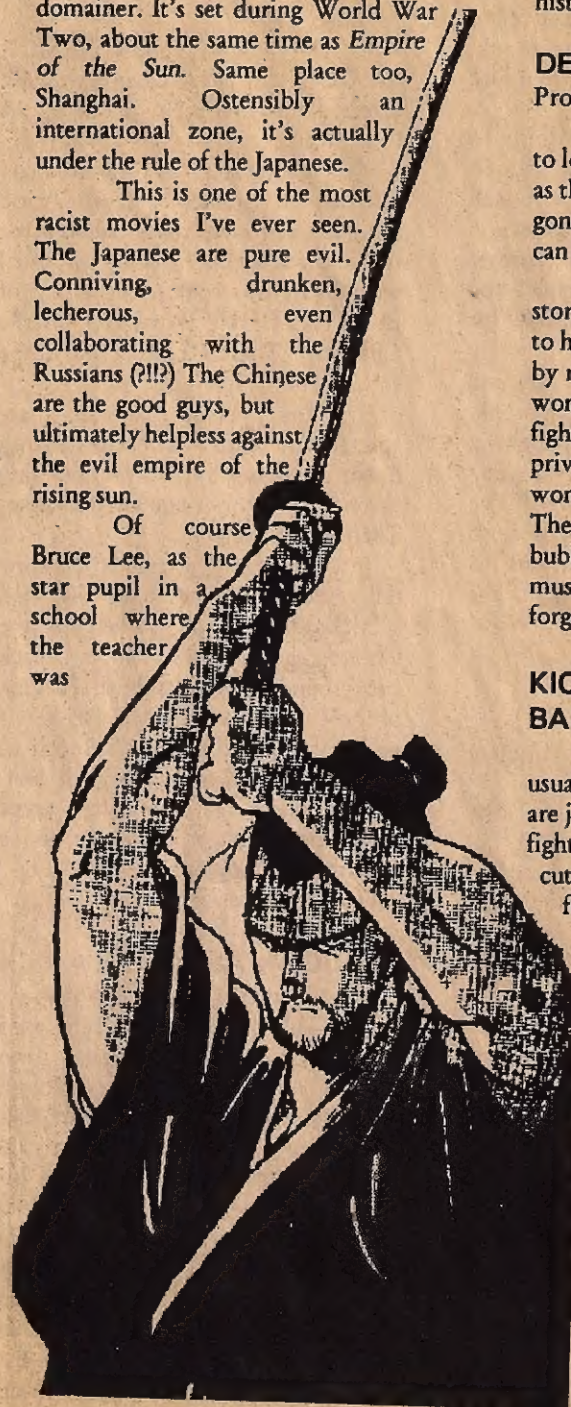 domainer. It's set during World War
Two, about the same time as Empire
of the Sun. Same place too,
Shanghai. Ostensibly an
international zone, it's actually
under the rule of the Japanese.
This is one of the most
racist movies I've ever seen.
The Japanese are pure evil.
Conniving, drunken,
lecherous, even
collaborating with the
Russians (?!!?) The Chinese
are the good guys, but
ultimately helpless against
the evil empire of the
rising sun.
Of course
Bruce Lee, as the
star pupil in a
school where
the teacher
was
DE
Pro
to l
as th
gon
can
stor
to h
by r
wor
figh
priv
wor
The
bub
mus
forg
KIC
BA
usua
are j
fight
cut
f